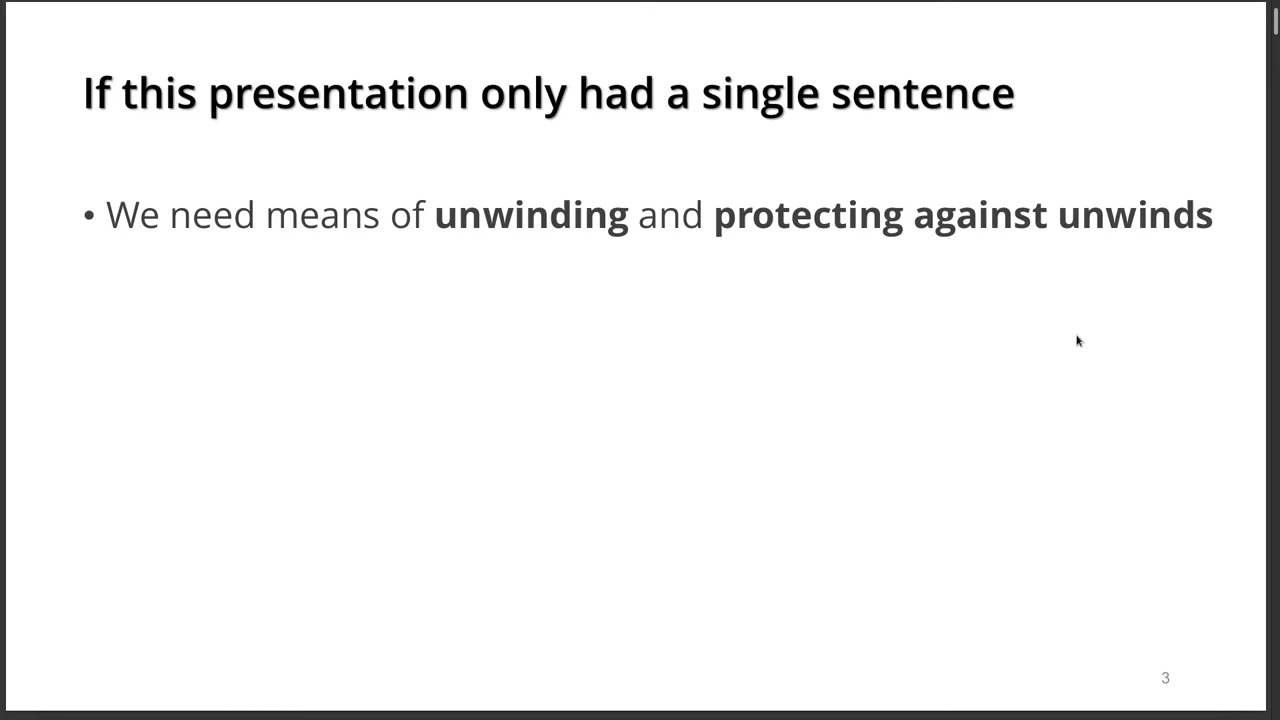 If this presentation only had a single sentence
• We need means of unwinding and protecting against unwinds
3